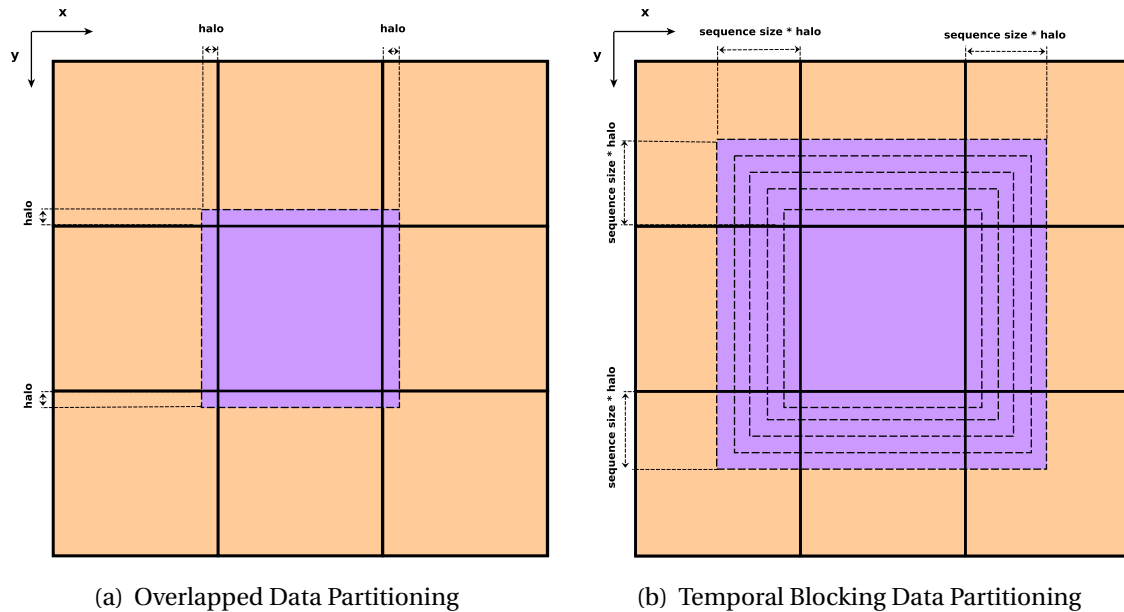 x
y
halo
halo
halo
halo
(a) Overlapped Data Partitioning
x
y
sequence size * halo
sequence size * halo
sequence size * halo
sequence size * halo
(b) Temporal Blocking Data Partitioning